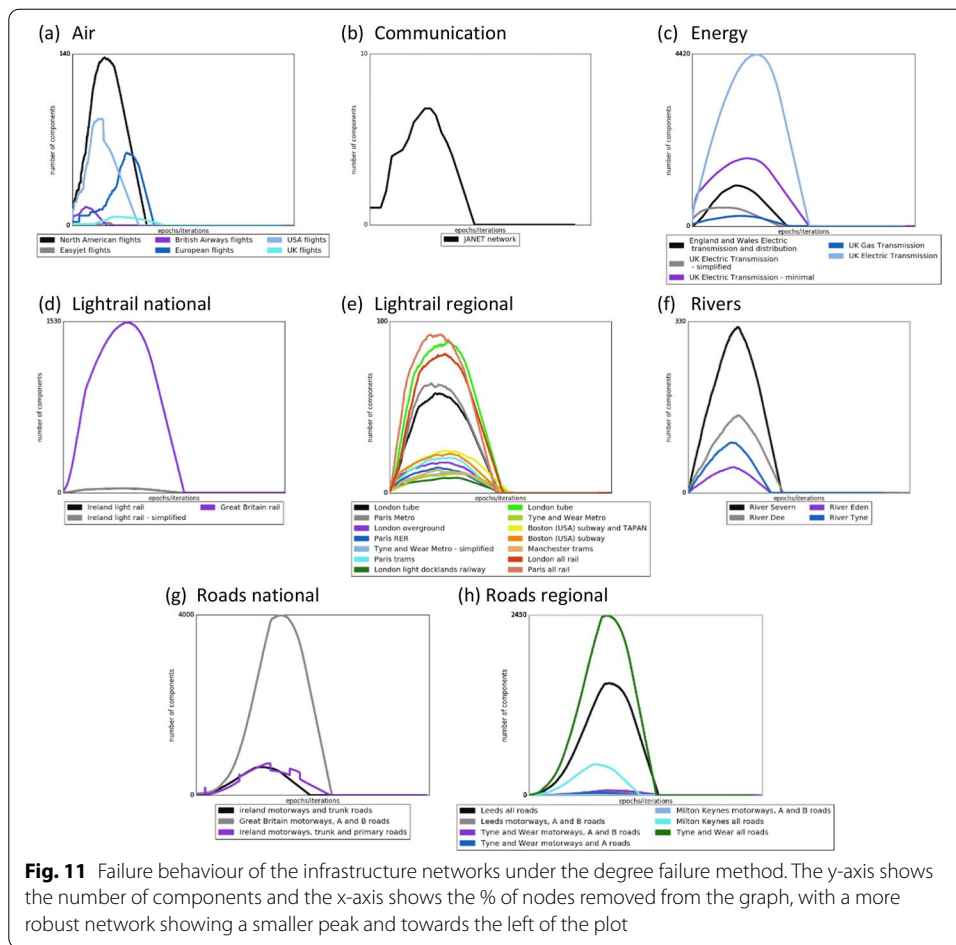 (a) Air
140
number of components
0
epochs/iterations
North American flights
British Airways flights
USA flights
Easyjet flights
European flights
UK flights
(b) Communication
10
number of components
0
epochs/iterations
JANET network
(c) Energy
4420
number of components
0
epochs/iterations
England and Wales Electric
transmission and distribution
UK Electric Transmission
- simplified
UK Electric Transmission - minimal
UK Gas Transmission
UK Electric Transmission
(d) Lightrail national
1530
number of components
0
epochs/iterations
Ireland light rail
Great Britain rail
Ireland light rail - simplified
(e) Lightrail regional
100
number of components
0
epochs/iterations
London tube
Paris Metro
London overground
Paris RER
Tyne and Wear Metro - simplified
Paris trams
London light docklands railway
London tube
Tyne and Wear Metro
Boston (USA) subway and TAPAN
Boston (USA) subway
Manchester trams
London all rail
Paris all rail
(f) Rivers
330
number of components
0
epochs/iterations
River Severn
River Eden
River Dee
River Tyne
(g) Roads national
4000
number of components
0
epochs/iterations
ireland motorways and trunk roads
Great Britain motorways, A and B roads
Ireland motorways, trunk and primary roads
(h) Roads regional
2450
number of components
0
epochs/iterations
Leeds all roads
Leeds motorways, A and B roads
Tyne and Wear motorways, A and B roads
Tyne and Wear motorways and A roads
Milton Keynes motorways, A and B roads
Milton Keynes all roads
Tyne and Wear all roads
Fig. 11 Failure behaviour of the infrastructure networks under the degree failure method. The y-axis shows
the number of components and the x-axis shows the % of nodes removed from the graph, with a more
robust network showing a smaller peak and towards the left of the plot